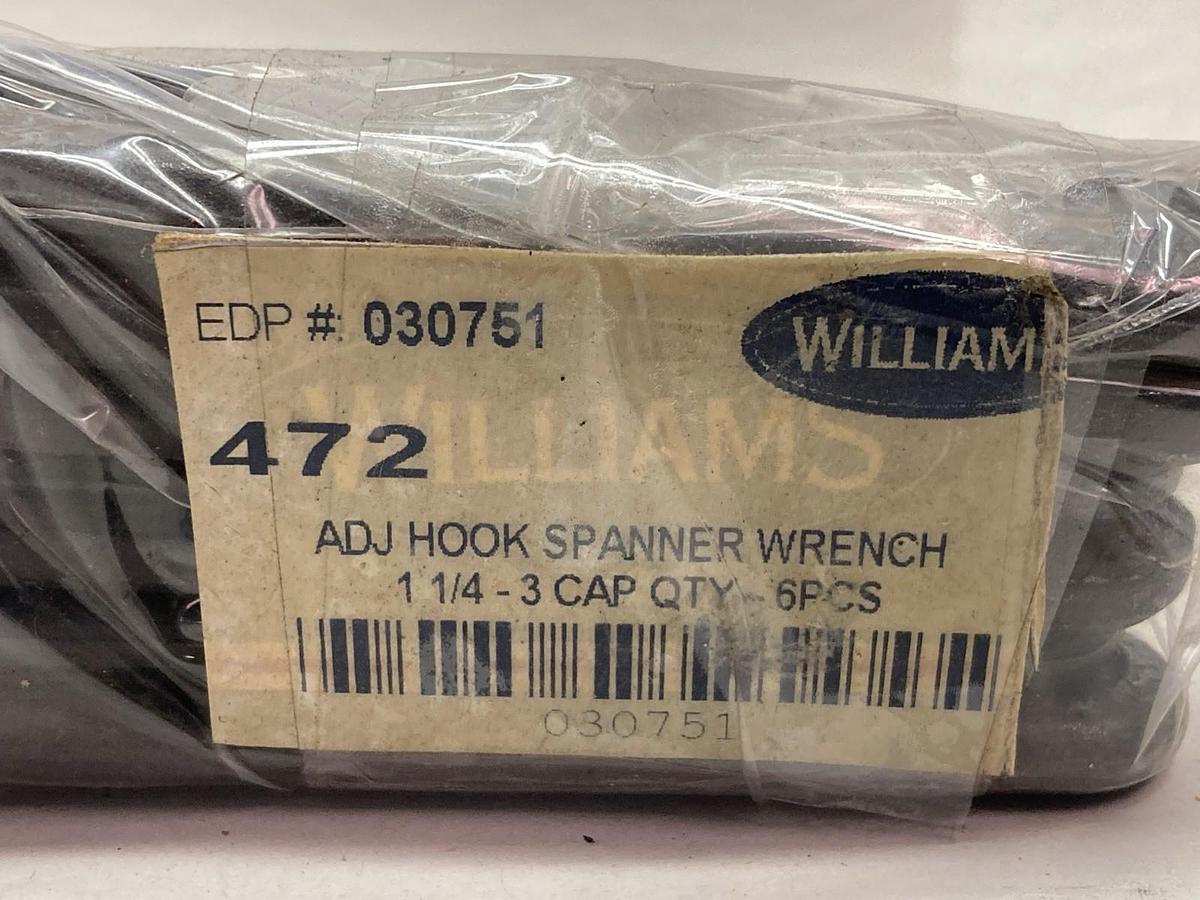 EDP #: 030751
WILLIAM
472
WILLIAMS
ADJ HOOK SPANNER WRENCH
1 1/4 - 3 CAP QTY - 6PCS
030751